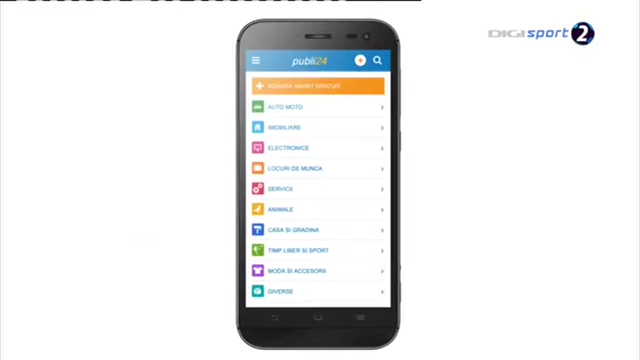 DIGI sport 2
publi24
ADAUGA ANUNT GRATUIT
AUTO MOTO
IMOBILIARE
ELECTRONICE
LOCURI DE MUNCA
SERVICII
ANIMALE
CASA SI GRADINA
TIMP LIBER SI SPORT
MODA SI ACCESORII
DIVERSE